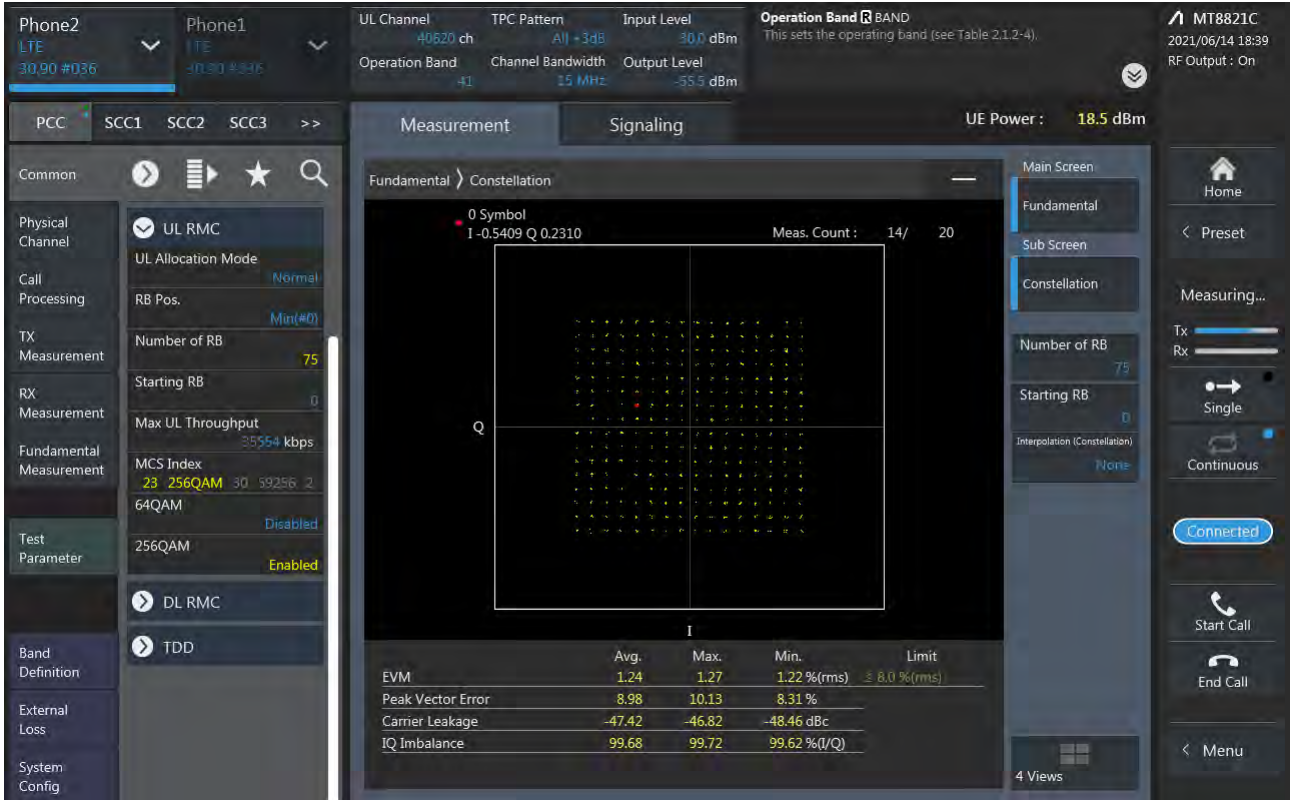 Phone2
LTE
30.90 #036
Phone1
LTE
30.90 #336
UL Channel
40620 ch
TPC Pattern
All +3dB
Input Level
30.0 dBm
Operation Band
41
Channel Bandwidth
15 MHz
Output Level
-55.5 dBm
Operation Band R BAND
This sets the operating band (see Table 2.1.2-4).
MT8821C
2021/06/14 18:39
RF Output : On
PCC
SCC1
SCC2
SCC3
>>
Measurement
Signaling
UE Power : 18.5 dBm
Common
Physical
Channel
Call
Processing
TX
Measurement
RX
Measurement
Fundamental
Measurement
Test
Parameter
Band
Definition
External
Loss
System
Config
UL RMC
UL Allocation Mode
Normal
RB Pos.
Min(#0)
Number of RB
75
Starting RB
0
Max UL Throughput
35554 kbps
MCS Index
23 256QAM 30 59256 2
64QAM
Disabled
256QAM
Enabled
DL RMC
TDD
Fundamental 〉 Constellation
0 Symbol
I -0.5409 Q 0.2310
Meas. Count : 14/ 20
Q
I
Avg. Max. Min. Limit
EVM 1.24 1.27 1.22 %(rms) ≤ 8.0 %(rms)
Peak Vector Error 8.98 10.13 8.31 %
Carrier Leakage -47.42 -46.82 -48.46 dBc
IQ Imbalance 99.68 99.72 99.62 %(I/Q)
Main Screen
Fundamental
Sub Screen
Constellation
Number of RB
75
Starting RB
0
Interpolation (Constellation)
None
4 Views
Home
< Preset
Measuring...
Tx
Rx
Single
Continuous
Connected
Start Call
End Call
< Menu